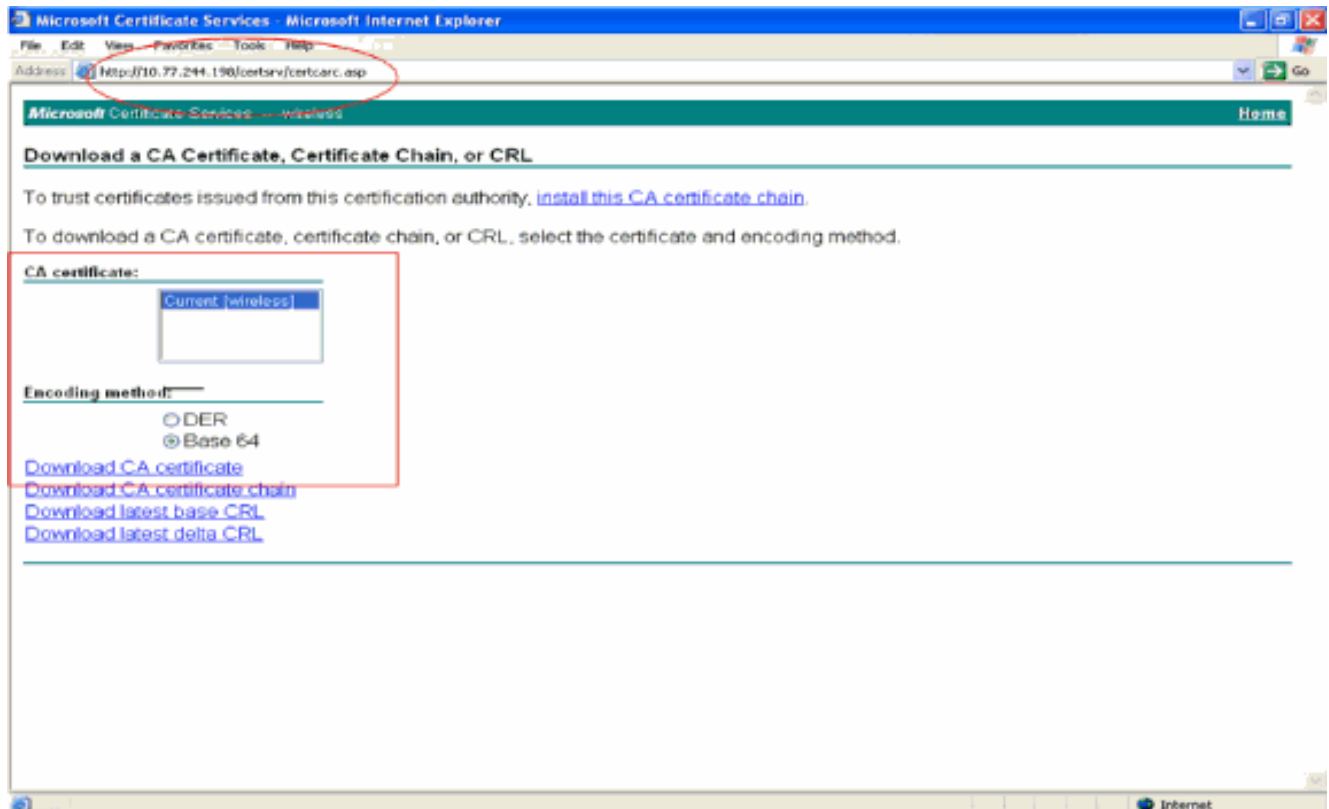 Microsoft Certificate Services - Microsoft Internet Explorer
File Edit View Favorites Tools Help
Address http://10.77.244.198/certsrv/certcarc.asp Go
Microsoft Certificate Services -- wireless Home
Download a CA Certificate, Certificate Chain, or CRL
To trust certificates issued from this certification authority, install this CA certificate chain.
To download a CA certificate, certificate chain, or CRL, select the certificate and encoding method.
CA certificate:
Current [wireless]
Encoding method:
DER
Base 64
Download CA certificate
Download CA certificate chain
Download latest base CRL
Download latest delta CRL
Internet